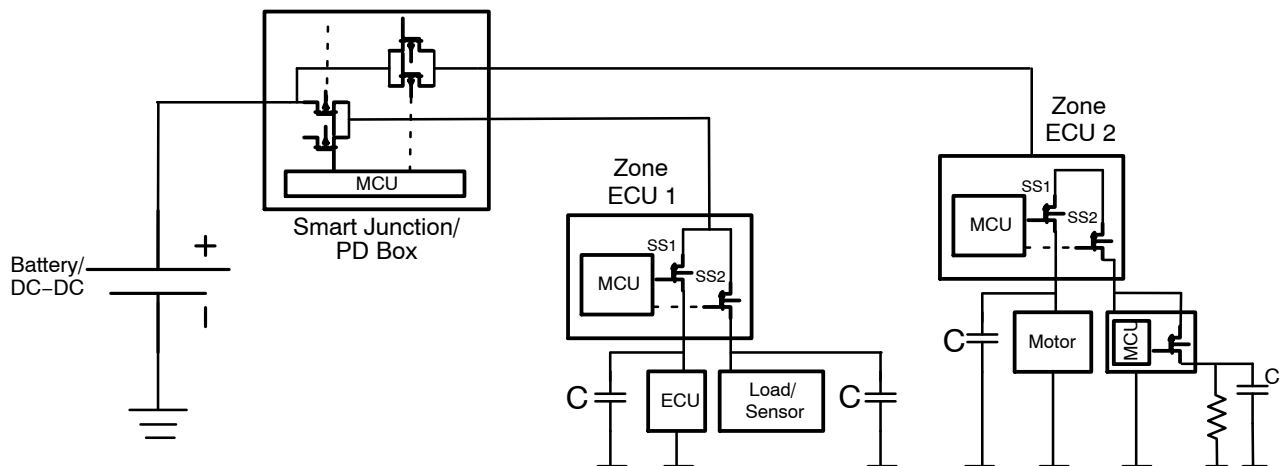 MCU
Smart Junction/
PD Box
Battery/
DC−DC
+
−
Zone
ECU 1
SS1
SS2
MCU
C
ECU
Load/
Sensor
C
Zone
ECU 2
SS1
SS2
MCU
C
Motor
MCU
C